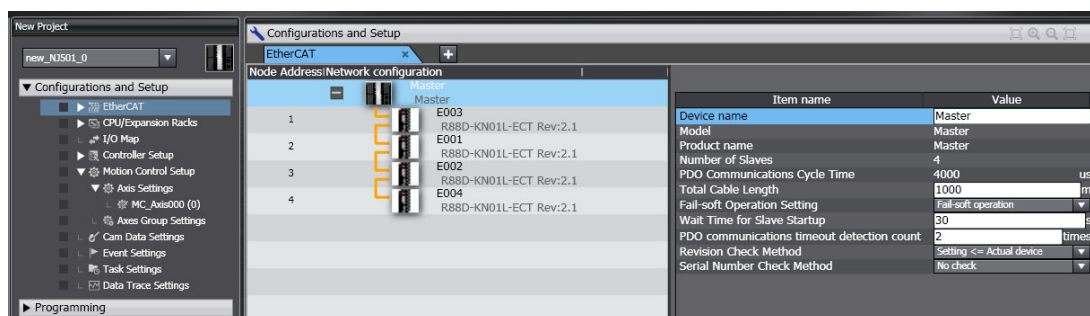 New Project
new_NJ501_0
Configurations and Setup
EtherCAT
CPU/Expansion Racks
I/O Map
Controller Setup
Motion Control Setup
Axis Settings
MC_Axis000 (0)
Axes Group Settings
Cam Data Settings
Event Settings
Task Settings
Data Trace Settings
Programming
Configurations and Setup
EtherCAT
Node Address|Network configuration
Master
Master
1 E003
R88D-KN01L-ECT Rev:2.1
2 E001
R88D-KN01L-ECT Rev:2.1
3 E002
R88D-KN01L-ECT Rev:2.1
4 E004
R88D-KN01L-ECT Rev:2.1
Item name Value
Device name Master
Model Master
Product name Master
Number of Slaves 4
PDO Communications Cycle Time 4000 us
Total Cable Length 1000 m
Fail-soft Operation Setting Fail-soft operation
Wait Time for Slave Startup 30 s
PDO communications timeout detection count 2 times
Revision Check Method Setting <= Actual device
Serial Number Check Method No check